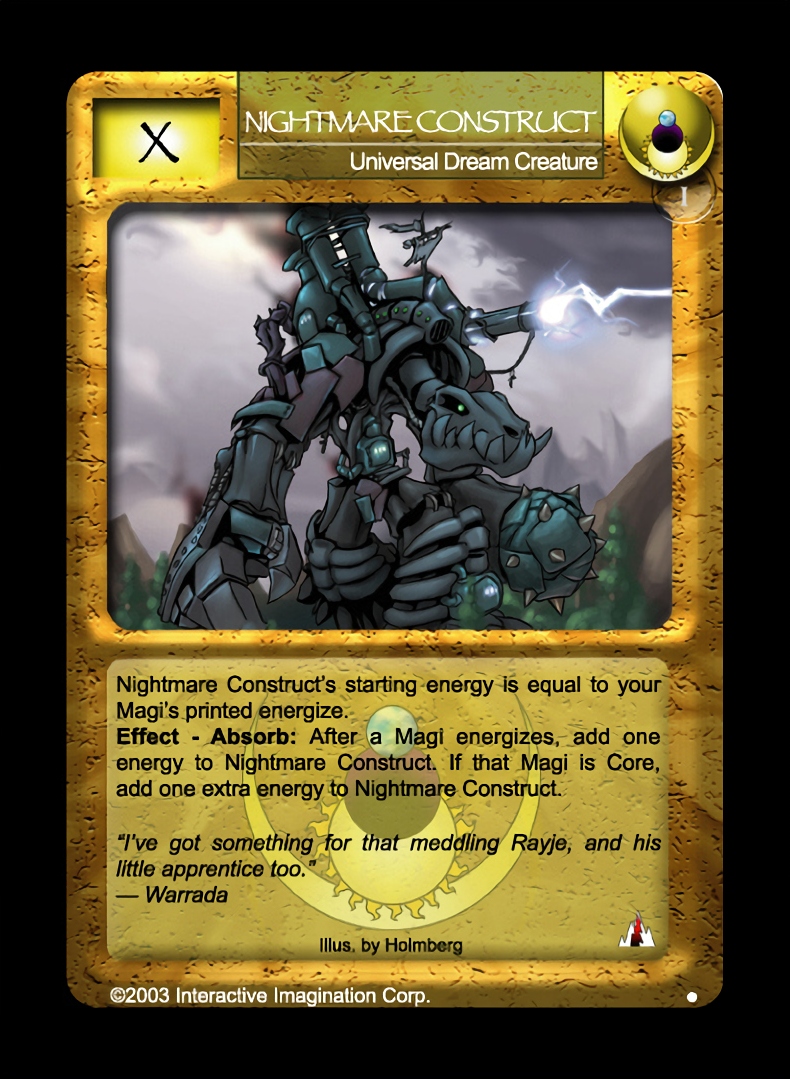 X
NIGHTMARE CONSTRUCT
Universal Dream Creature
I
Nightmare Construct's starting energy is equal to your
Magi's printed energize.
Effect - Absorb: After a Magi energizes, add one
energy to Nightmare Construct. If that Magi is Core,
add one extra energy to Nightmare Construct.
“I've got something for that meddling Rayje, and his
little apprentice too.”
— Warrada
Illus. by Holmberg
©2003 Interactive Imagination Corp.